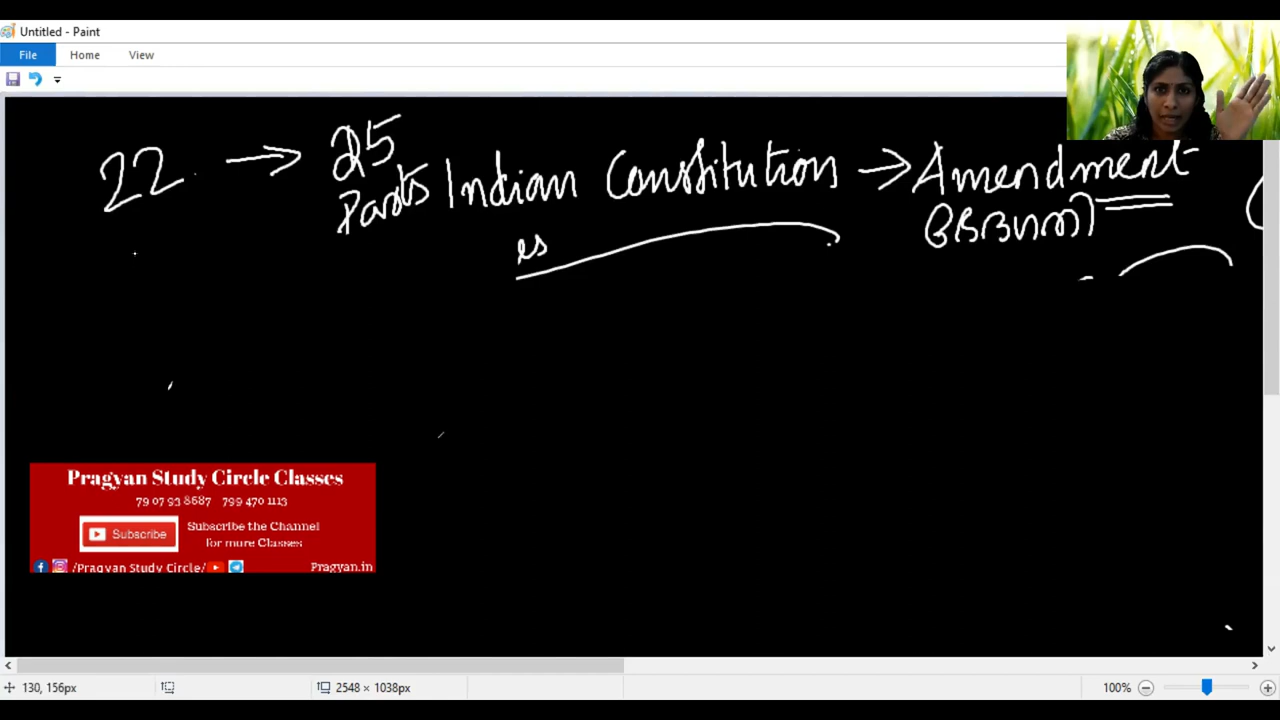 Untitled - Paint
File Home View
22 → 25 Parts Indian Constitution → Amendment
ഭേദഗതി
Pragyan Study Circle Classes
79 07 93 8687 799 470 1113
Subscribe
Subscribe the Channel
for more Classes
/Pragyan Study Circle/
Pragyan.in
130, 156px
2548 × 1038px
100%